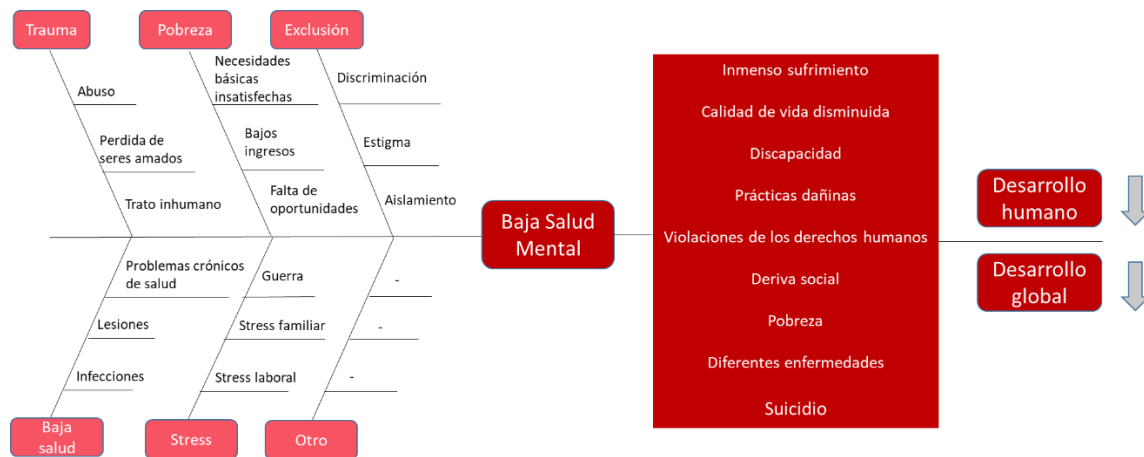 Trauma
Pobreza
Exclusión
Abuso
Perdida de
seres amados
Trato inhumano
Necesidades
básicas
insatisfechas
Bajos
ingresos
Falta de
oportunidades
Discriminación
Estigma
Aislamiento
Problemas crónicos
de salud
Lesiones
Infecciones
Guerra
Stress familiar
Stress laboral
-
-
-
Baja
salud
Stress
Otro
Baja Salud
Mental
Inmenso sufrimiento
Calidad de vida disminuida
Discapacidad
Prácticas dañinas
Violaciones de los derechos humanos
Deriva social
Pobreza
Diferentes enfermedades
Suicidio
Desarrollo
humano
Desarrollo
global